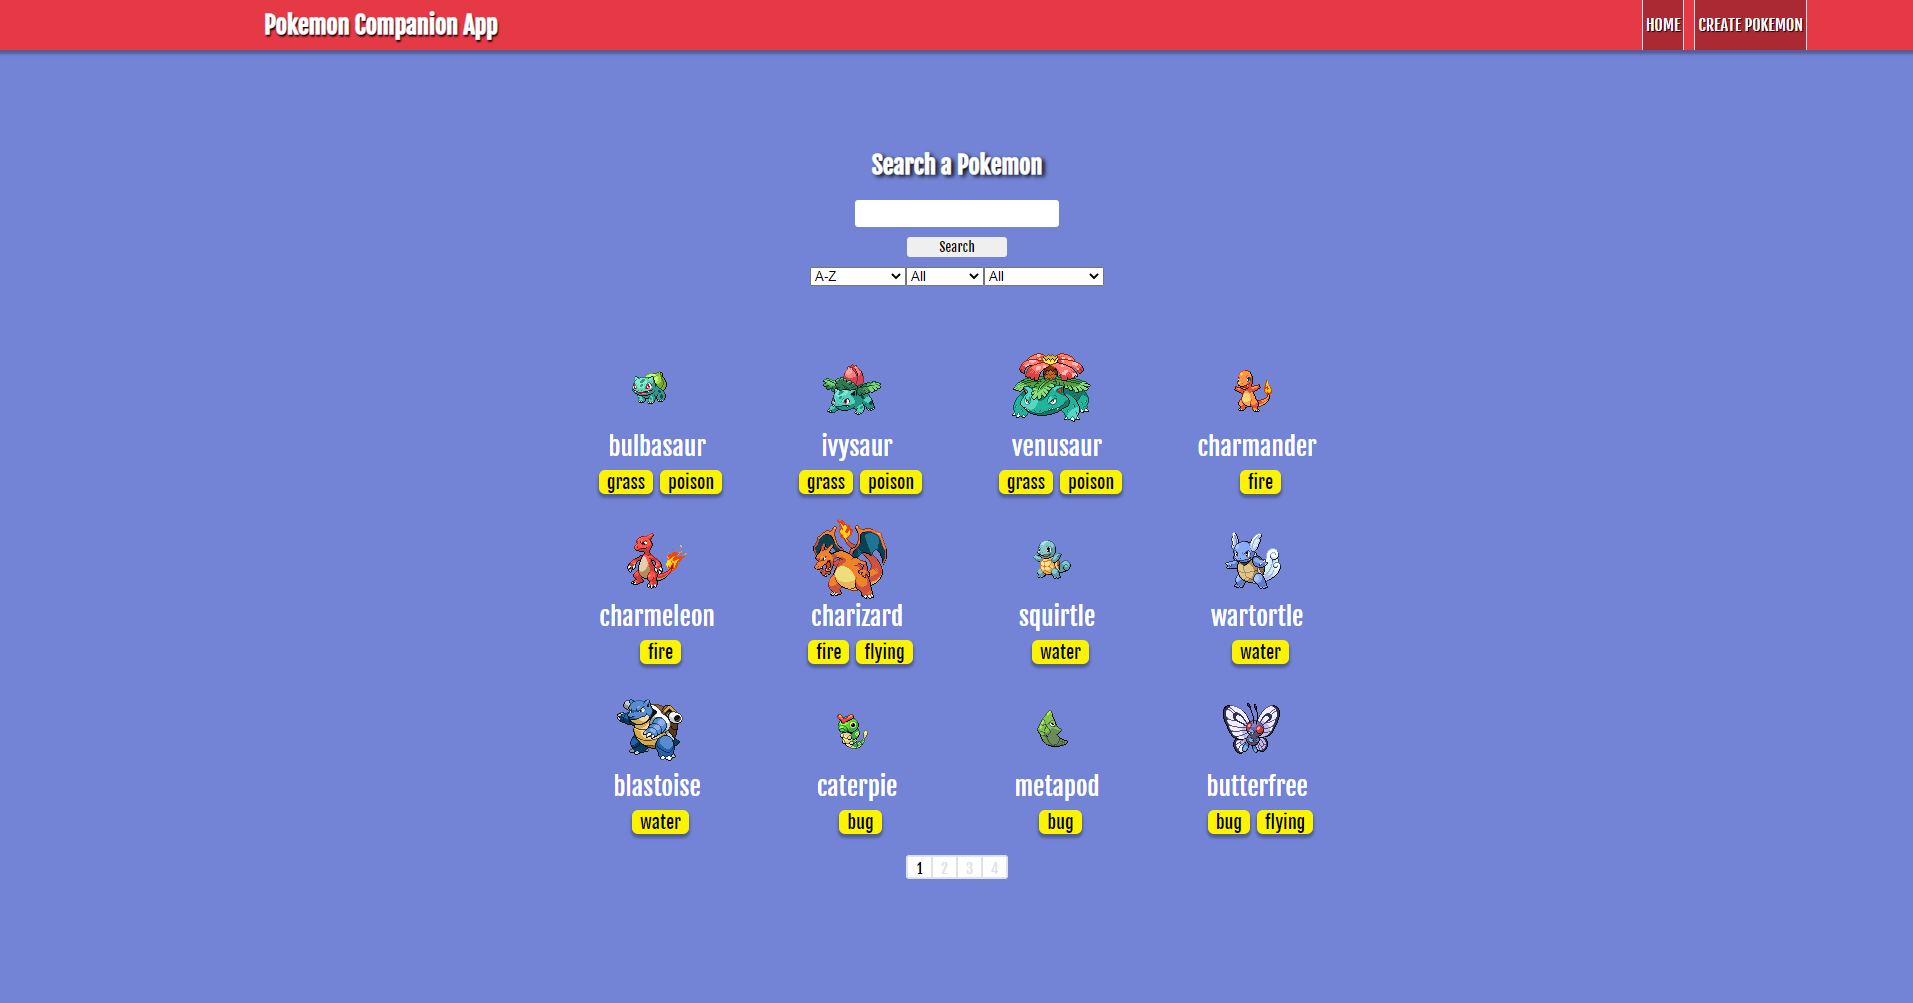 Pokemon Companion App HOME CREATE POKEMON
Search a Pokemon
Search
A-Z All All
bulbasaur ivysaur venusaur charmander
grass poison grass poison grass poison fire
charmeleon charizard squirtle wartortle
fire fire flying water water
blastoise caterpie metapod butterfree
water bug bug bug flying
1 2 3 4